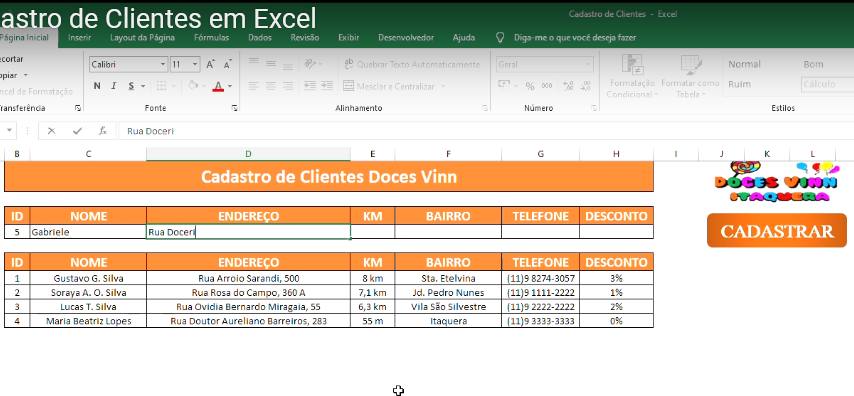 astro de Clientes em Excel
Cadastro de Clientes - Excel
Página Inicial Inserir Layout da Página Fórmulas Dados Revisão Exibir Desenvolvedor Ajuda Diga-me o que você deseja fazer
ecortar
opiar
ncel de Formatação
ransferência
Calibri 11 A A
N I S A
Fonte
Quebrar Texto Automaticamente
Mesclar e Centralizar
Alinhamento
Geral
% 000
Número
Formatação Condicional
Formatar como Tabela
Normal Bom
Ruim Cálculo
Estilos
fx Rua Doceri
B C D E F G H I J K L
Cadastro de Clientes Doces Vinn
DOCES VINN
ITAQUERA
CADASTRAR
ID NOME ENDEREÇO KM BAIRRO TELEFONE DESCONTO
5 Gabriele Rua Doceri
ID NOME ENDEREÇO KM BAIRRO TELEFONE DESCONTO
1 Gustavo G. Silva Rua Arroio Sarandi, 500 8 km Sta. Etelvina (11)9 8274-3057 3%
2 Soraya A. O. Silva Rua Rosa do Campo, 360 A 7,1 km Jd. Pedro Nunes (11)9 1111-2222 1%
3 Lucas T. Silva Rua Ovidia Bernardo Miragaia, 55 6,3 km Vila São Silvestre (11)9 2222-2222 2%
4 Maria Beatriz Lopes Rua Doutor Aureliano Barreiros, 283 55 m Itaquera (11)9 3333-3333 0%